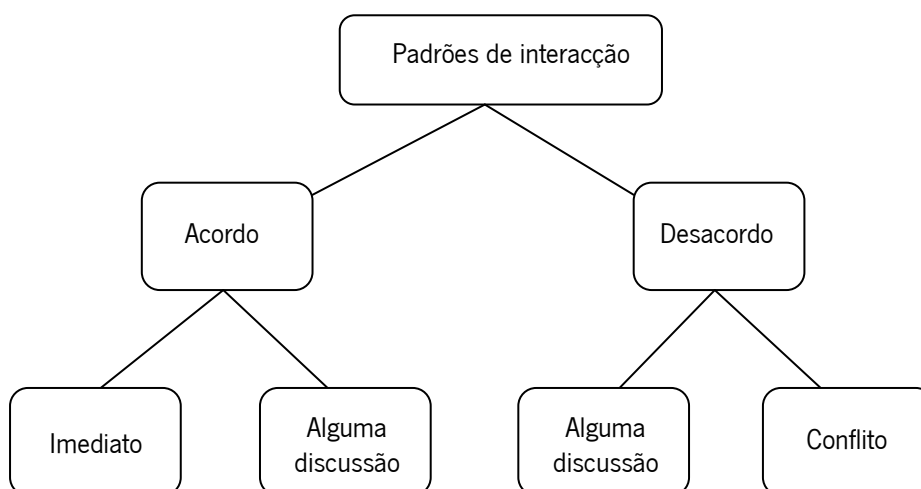 Padrões de interacção
Acordo
Desacordo
Imediato
Alguma
discussão
Alguma
discussão
Conflito